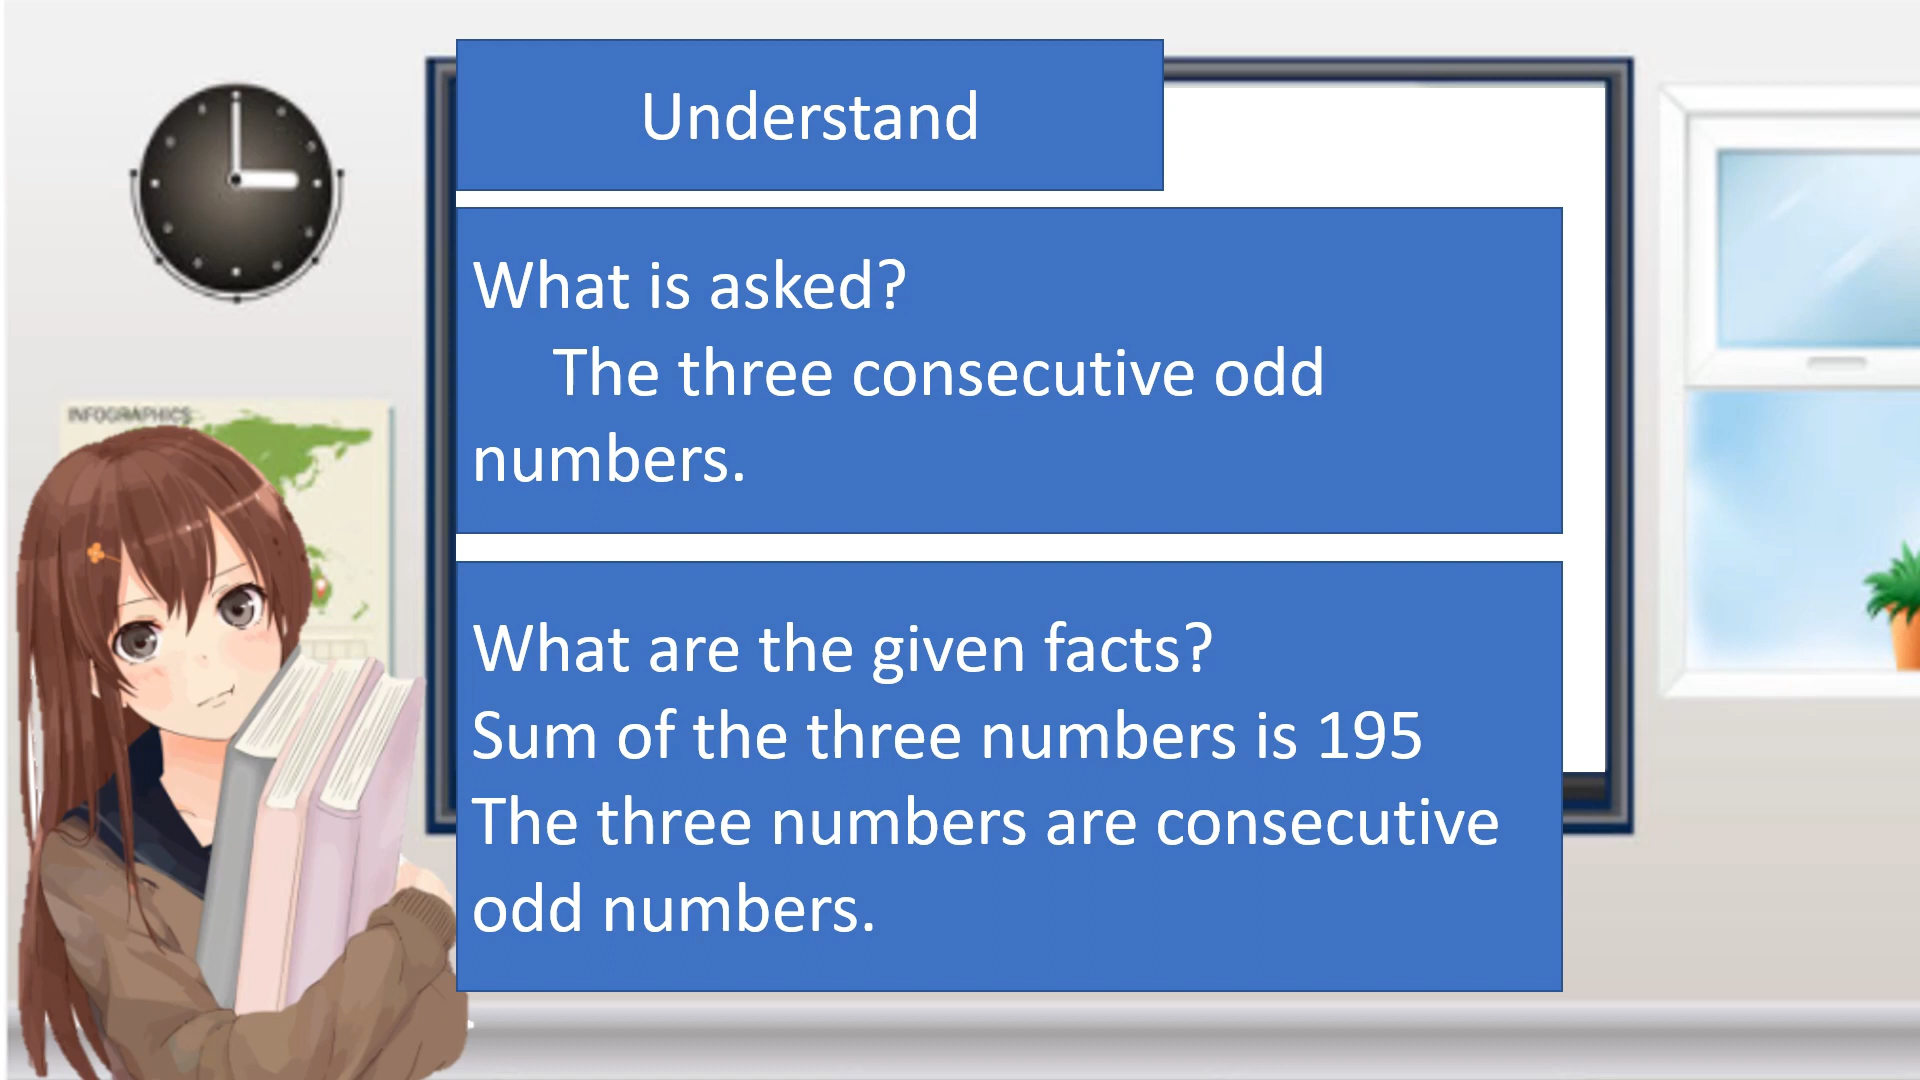 Understand
What is asked?
The three consecutive odd
numbers.
What are the given facts?
Sum of the three numbers is 195
The three numbers are consecutive
odd numbers.
INFOGRAPHICS